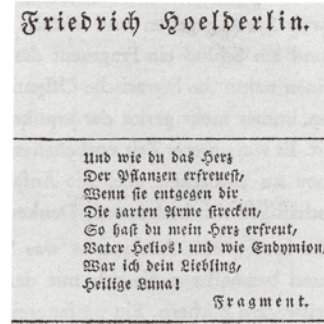 Friedrich Hoelderlin.
Und wie du das Herz
Der Pflanzen erfreuest,
Wenn sie entgegen dir
Die zarten Arme strecken,
So hast du mein Herz erfreut,
Vater Helios! und wie Endymion,
War ich dein Liebling,
Heilige Luna!
Fragment.